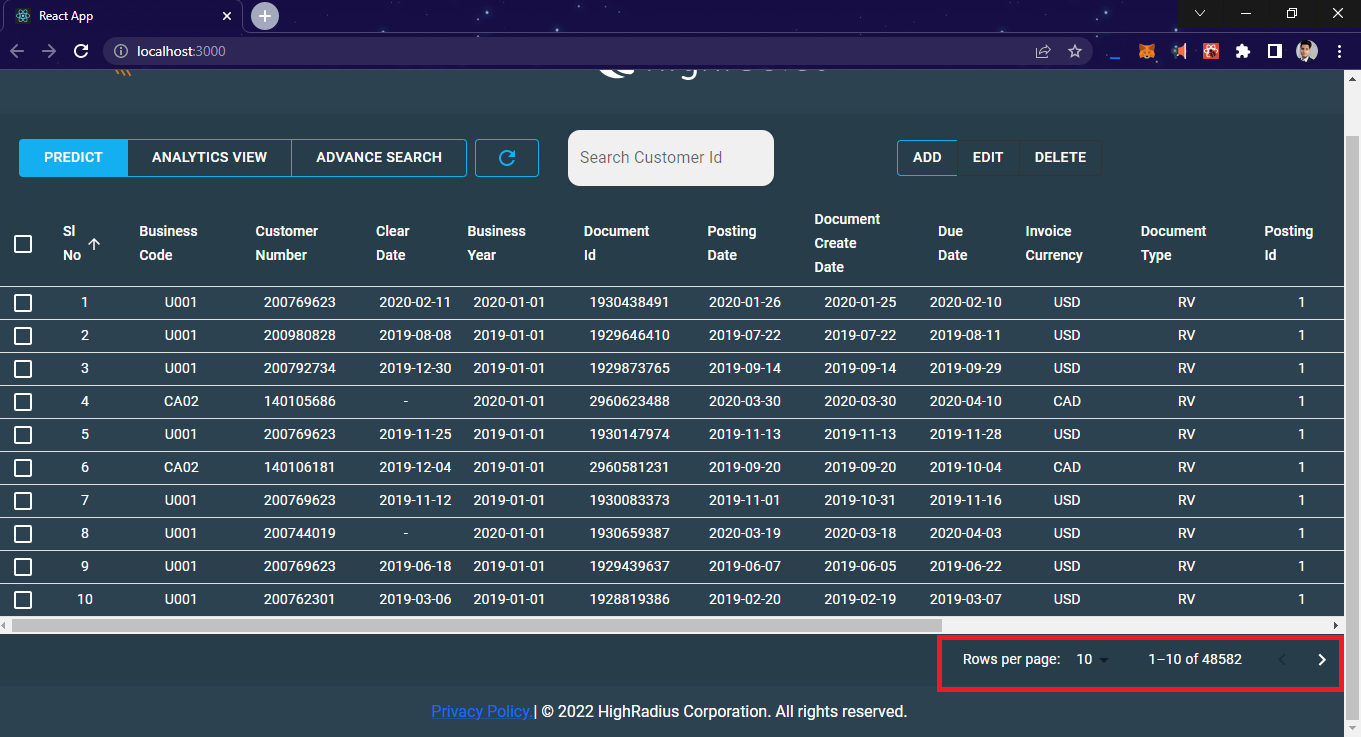 React App
localhost:3000
PREDICT ANALYTICS VIEW ADVANCE SEARCH Search Customer Id ADD EDIT DELETE
Sl No Business Code Customer Number Clear Date Business Year Document Id Posting Date Document Create Date Due Date Invoice Currency Document Type Posting Id
1 U001 200769623 2020-02-11 2020-01-01 1930438491 2020-01-26 2020-01-25 2020-02-10 USD RV 1
2 U001 200980828 2019-08-08 2019-01-01 1929646410 2019-07-22 2019-07-22 2019-08-11 USD RV 1
3 U001 200792734 2019-12-30 2019-01-01 1929873765 2019-09-14 2019-09-14 2019-09-29 USD RV 1
4 CA02 140105686 - 2020-01-01 2960623488 2020-03-30 2020-03-30 2020-04-10 CAD RV 1
5 U001 200769623 2019-11-25 2019-01-01 1930147974 2019-11-13 2019-11-13 2019-11-28 USD RV 1
6 CA02 140106181 2019-12-04 2019-01-01 2960581231 2019-09-20 2019-09-20 2019-10-04 CAD RV 1
7 U001 200769623 2019-11-12 2019-01-01 1930083373 2019-11-01 2019-10-31 2019-11-16 USD RV 1
8 U001 200744019 - 2020-01-01 1930659387 2020-03-19 2020-03-18 2020-04-03 USD RV 1
9 U001 200769623 2019-06-18 2019-01-01 1929439637 2019-06-07 2019-06-05 2019-06-22 USD RV 1
10 U001 200762301 2019-03-06 2019-01-01 1928819386 2019-02-20 2019-02-19 2019-03-07 USD RV 1
Rows per page: 10 1–10 of 48582
Privacy Policy.| © 2022 HighRadius Corporation. All rights reserved.